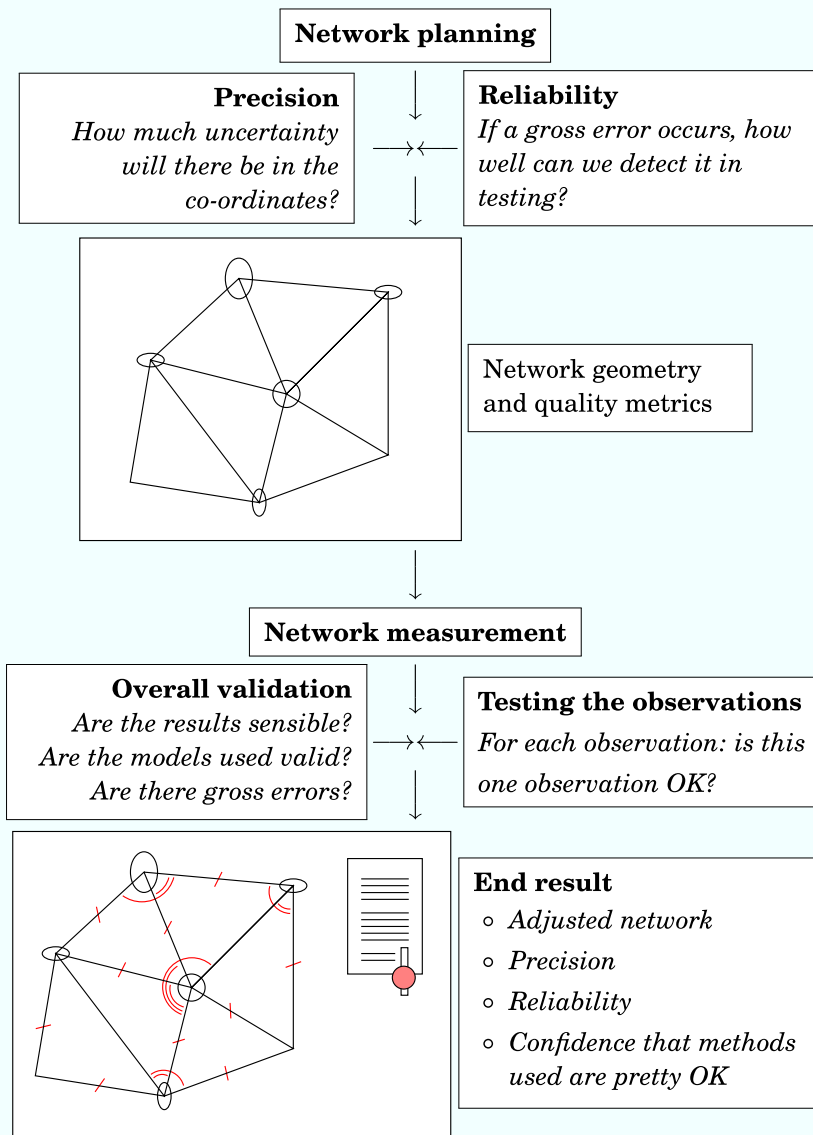 Network planning
Precision
How much uncertainty
will there be in the
co-ordinates?
Reliability
If a gross error occurs, how
well can we detect it in
testing?
Network geometry
and quality metrics
Network measurement
Overall validation
Are the results sensible?
Are the models used valid?
Are there gross errors?
Testing the observations
For each observation: is this
one observation OK?
End result
Adjusted network
Precision
Reliability
Confidence that methods
used are pretty OK